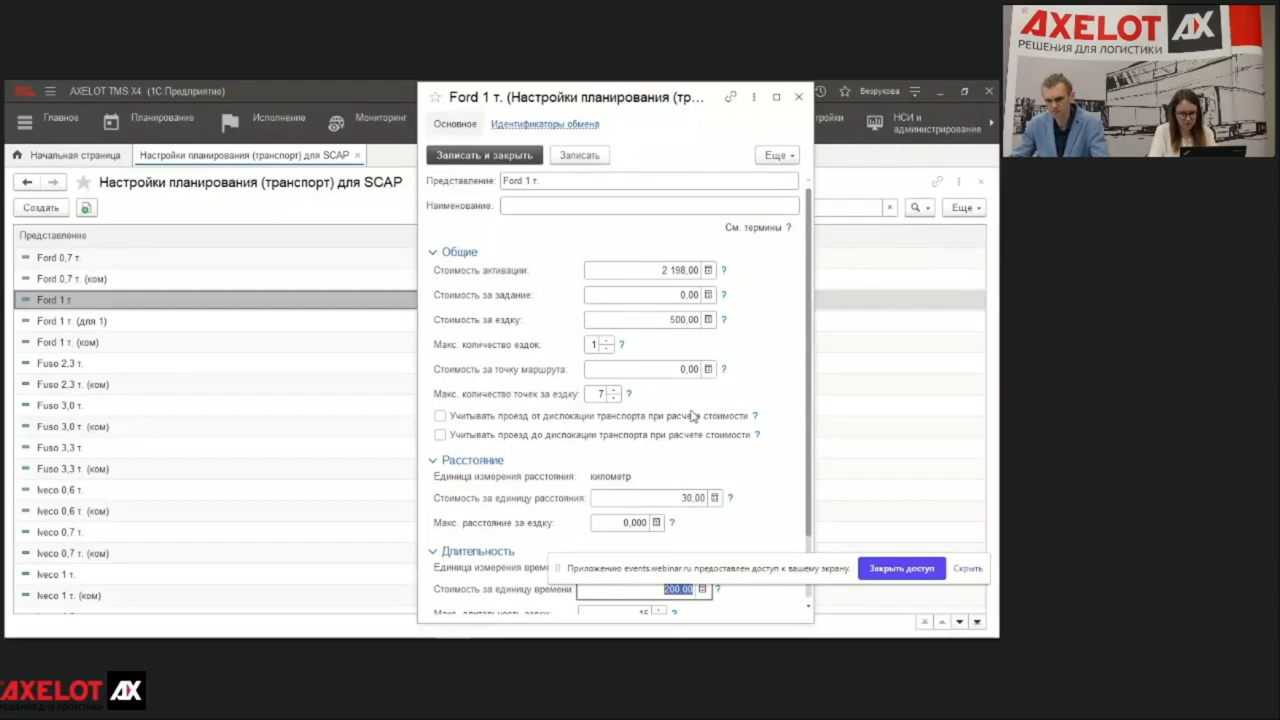 AXELOT AX
РЕШЕНИЯ ДЛЯ ЛОГИСТИКИ
AXELOT TMS X4 (1С:Предприятие)
Безрукова
Главное
Планирование
Исполнение
Мониторинг
НСИ и
администрирование
Начальная страница
Настройки планирования (транспорт) для SCAP
Настройки планирования (транспорт) для SCAP
Создать
Еще
Представление
Ford 0,7 т.
Ford 0,7 т. (ком)
Ford 1 т.
Ford 1 т. (для 1)
Ford 1 т. (ком)
Fuso 2,3 т.
Fuso 2,3 т. (ком)
Fuso 3,0 т.
Fuso 3,0 т. (ком)
Fuso 3,3 т.
Fuso 3,3 т. (ком)
Iveco 0,6 т.
Iveco 0,6 т. (ком)
Iveco 0,7 т.
Iveco 0,7 т. (ком)
Iveco 1 т.
Iveco 1 т. (ком)
Ford 1 т. (Настройки планирования (тр...
Основное Идентификаторы обмена
Записать и закрыть Записать Еще
Представление: Ford 1 т.
Наименование:
См. термины ?
Общие
Стоимость активации: 2 198,00 ?
Стоимость за задание: 0,00 ?
Стоимость за ездку: 500,00 ?
Макс. количество ездок: 1 ?
Стоимость за точку маршрута: 0,00 ?
Макс. количество точек за ездку: 7 ?
Учитывать проезд от дислокации транспорта при расчете стоимости ?
Учитывать проезд до дислокации транспорта при расчете стоимости ?
Расстояние
Единица измерения расстояния: километр
Стоимость за единицу расстояния: 30,00 ?
Макс. расстояние за ездку: 0,000 ?
Длительность
Единица измерения
Приложению events.webinar.ru предоставлен доступ к вашему экрану. Закрыть доступ Скрыть
Стоимость за единицу времени 200,00 ?
AXELOT AX
РЕШЕНИЯ ДЛЯ ЛОГИСТИКИ